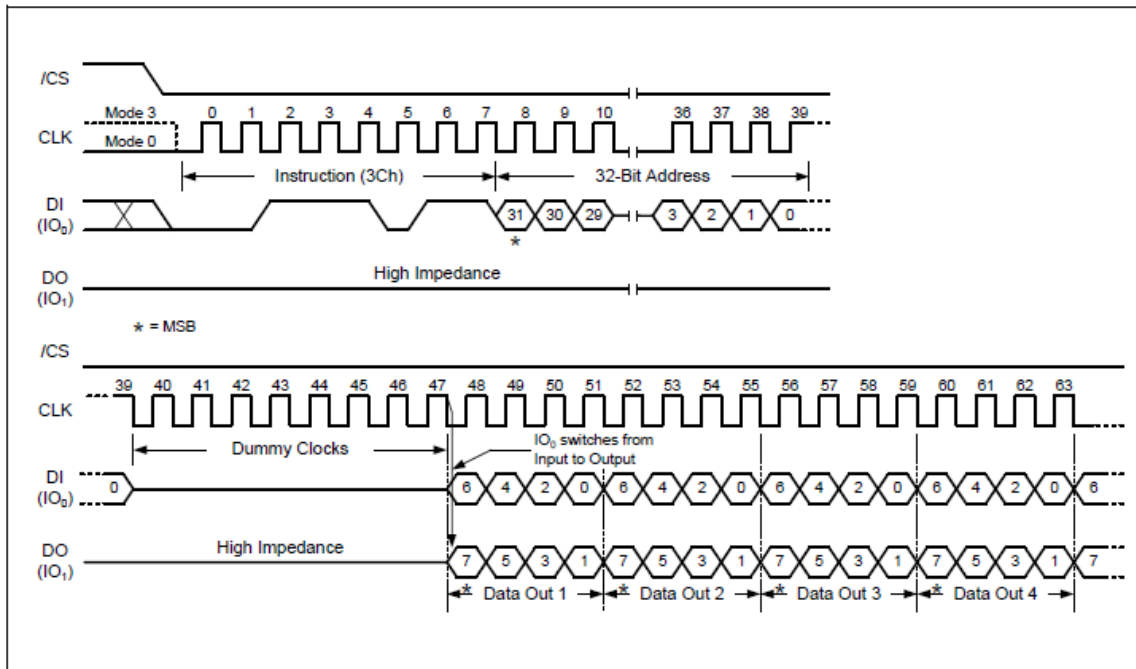 /CS
Mode 3 0 1 2 3 4 5 6 7 8 9 10 36 37 38 39
CLK
Mode 0
Instruction (3Ch) 32-Bit Address
DI
(IO₀)
31 30 29 3 2 1 0
*
High Impedance
DO
(IO₁)
* = MSB
/CS
39 40 41 42 43 44 45 46 47 48 49 50 51 52 53 54 55 56 57 58 59 60 61 62 63
CLK
Dummy Clocks
IO₀ switches from
Input to Output
DI
(IO₀)
0 6 4 2 0 6 4 2 0 6 4 2 0 6 4 2 0 6
High Impedance
DO
(IO₁)
7 5 3 1 7 5 3 1 7 5 3 1 7 5 3 1 7
* Data Out 1 * Data Out 2 * Data Out 3 * Data Out 4